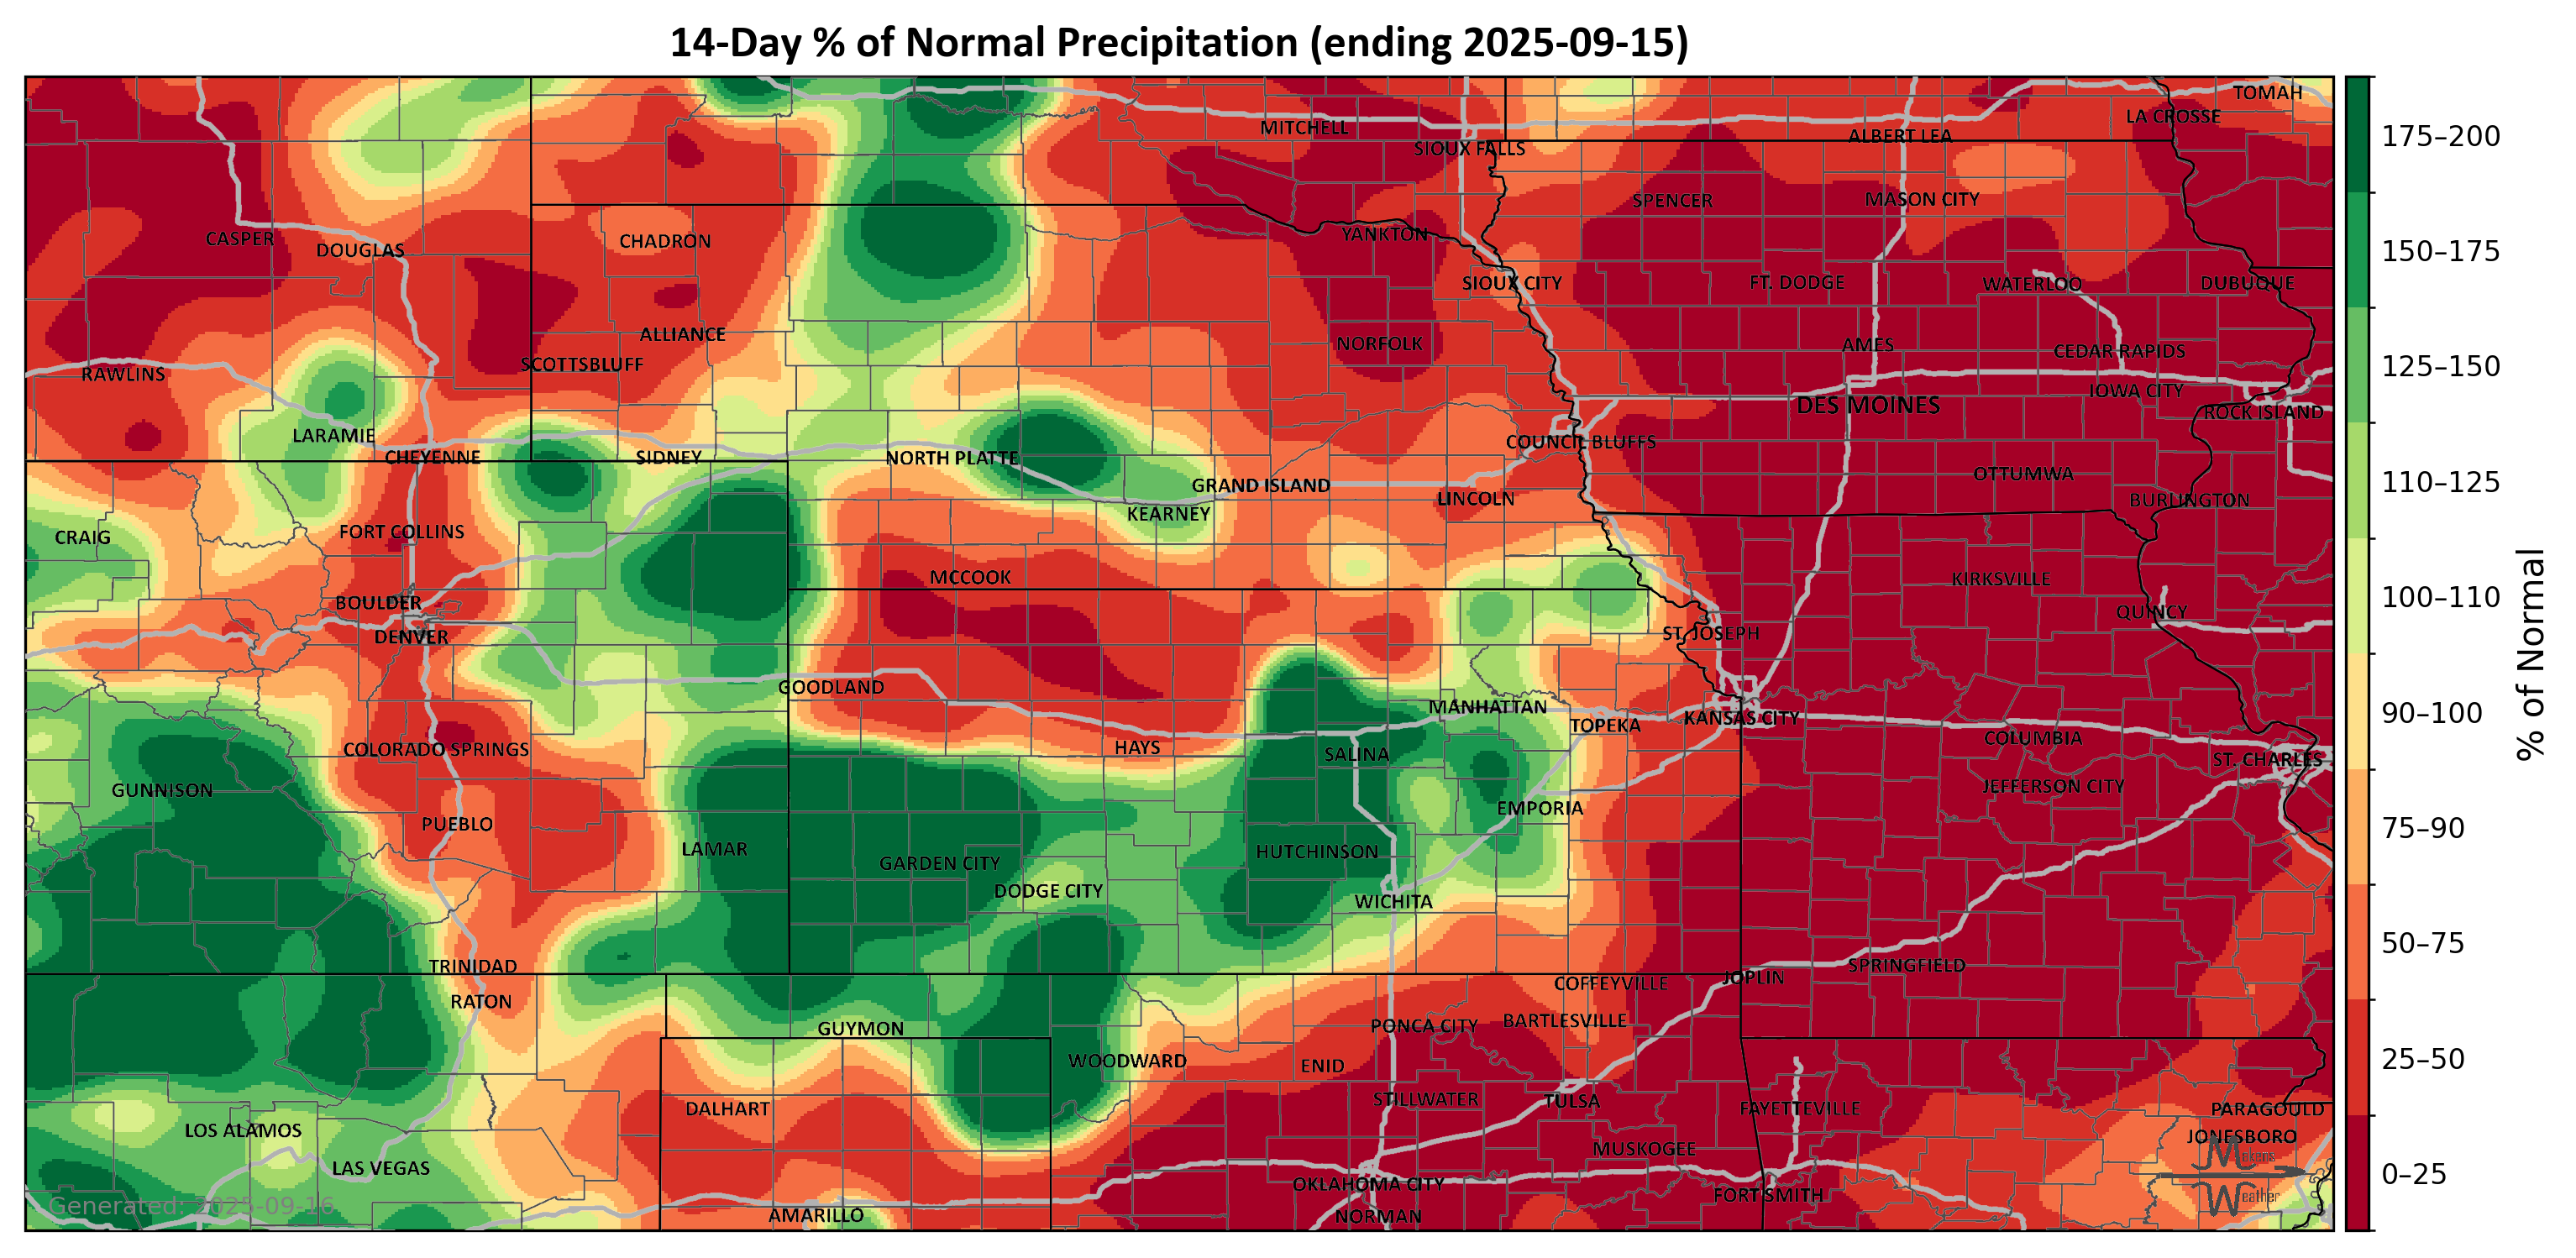 14-Day % of Normal Precipitation (ending 2025-09-15)
TOMAH
LA CROSSE
MITCHELL
ALBERT LEA
SIOUX FALLS
SPENCER
MASON CITY
CASPER
DOUGLAS
CHADRON
YANKTON
SIOUX CITY
FT. DODGE
WATERLOO
DUBUQUE
ALLIANCE
NORFOLK
AMES
CEDAR RAPIDS
SCOTTSBLUFF
RAWLINS
IOWA CITY
DES MOINES
ROCK ISLAND
LARAMIE
COUNCIL BLUFFS
CHEYENNE
SIDNEY
NORTH PLATTE
OTTUMWA
GRAND ISLAND
LINCOLN
BURLINGTON
KEARNEY
CRAIG
FORT COLLINS
MCCOOK
KIRKSVILLE
BOULDER
QUINCY
DENVER
ST. JOSEPH
GOODLAND
MANHATTAN
TOPEKA
KANSAS CITY
COLUMBIA
COLORADO SPRINGS
HAYS
SALINA
ST. CHARLES
GUNNISON
JEFFERSON CITY
EMPORIA
PUEBLO
LAMAR
HUTCHINSON
GARDEN CITY
DODGE CITY
WICHITA
TRINIDAD
SPRINGFIELD
JOPLIN
COFFEYVILLE
RATON
GUYMON
PONCA CITY
BARTLESVILLE
WOODWARD
ENID
DALHART
STILLWATER
TULSA
FAYETTEVILLE
PARAGOULD
LOS ALAMOS
JONESBORO
MUSKOGEE
LAS VEGAS
OKLAHOMA CITY
FORT SMITH
AMARILLO
NORMAN
Generated: 2025-09-16
Makens
Weather
175–200
150–175
125–150
110–125
100–110
90–100
75–90
50–75
25–50
0–25
% of Normal